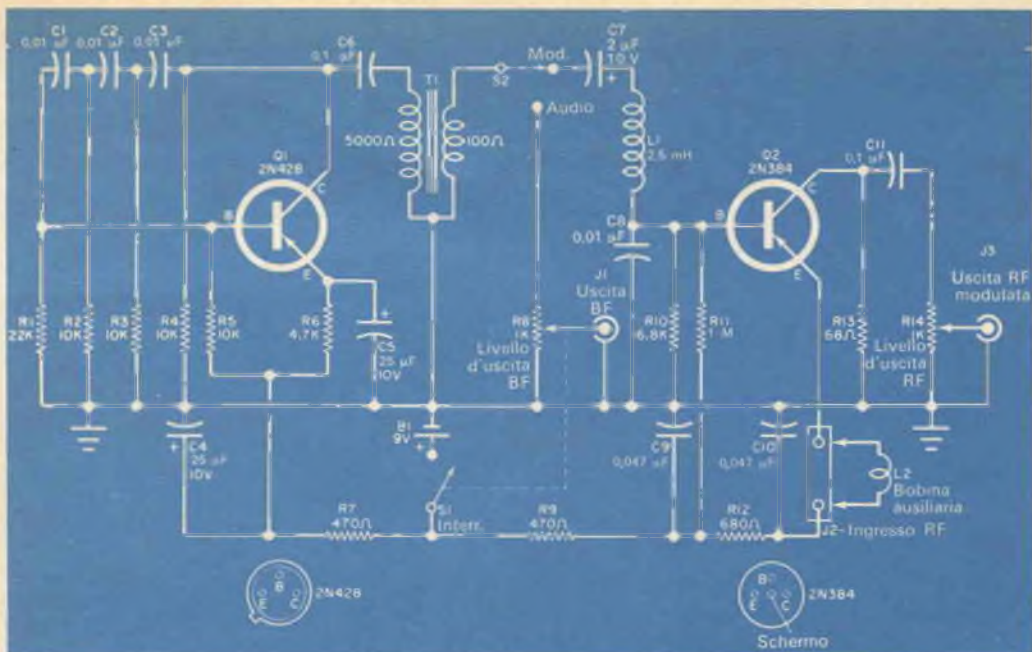 C1
0,01 µF
C2
0,01 µF
C3
0,01 µF
C6
0,1 µF
T1
5000Ω
100Ω
S2
Mod.
Audio
C7
2 µF
10 V
+
L1
2,5 mH
Q1
2N428
B
C
E
Q2
2N384
B
C
E
C11
0,1 µF
C8
0,01 µF
J1
Uscita
BF
J3
Uscita RF
modulata
R1
22K
R2
10K
R3
10K
R4
10K
R5
10K
R6
4.7K
+
C5
25 µF
10V
R8
1K
Livello
d'uscita
BF
R10
6.8K
R11
1 M
R13
68Ω
R14
1K
Livello
d'uscita
RF
+
C4
25 µF
10V
B1
9V
+
C9
0,047 µF
C10
0,047 µF
L2
Biobina
ausiliaria
J2-Ingresso RF
R7
470Ω
S1
Interr.
R9
470Ω
R12
680Ω
B
E
C
2N428
B
E
C
2N384
Schermo